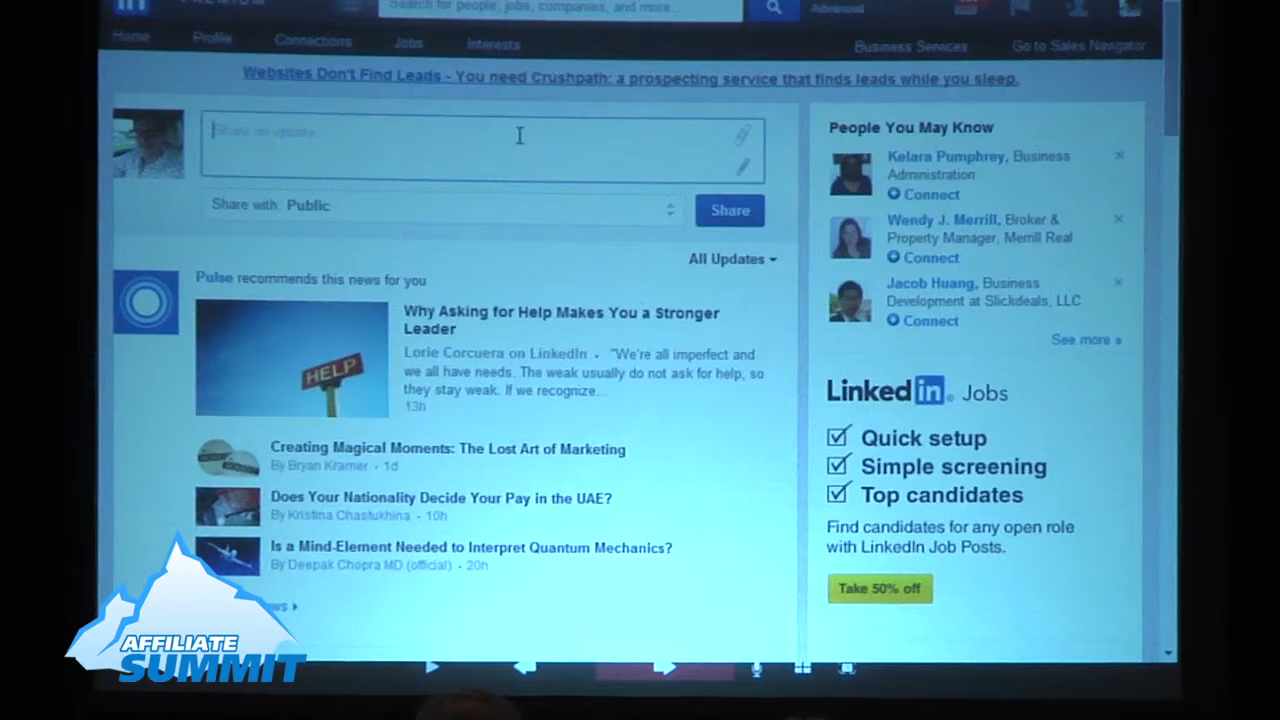 in PREMIUM
Search for people, jobs, companies, and more...
Advanced
Home Profile Connections Jobs Interests
Business Services Go to Sales Navigator
Websites Don't Find Leads - You need Crushpath: a prospecting service that finds leads while you sleep.
Share an update...
Share with: Public
Share
All Updates
Pulse recommends this news for you
Why Asking for Help Makes You a Stronger
Leader
Lorie Corcuera on LinkedIn • "We're all imperfect and
we all have needs. The weak usually do not ask for help, so
they stay weak. If we recognize...
13h
HELP
Creating Magical Moments: The Lost Art of Marketing
By Bryan Kramer • 1d
Does Your Nationality Decide Your Pay in the UAE?
By Kristina Chastukhina • 10h
Is a Mind-Element Needed to Interpret Quantum Mechanics?
By Deepak Chopra MD (official) • 20h
People You May Know
Kelara Pumphrey, Business
Administration
Connect
Wendy J. Merrill, Broker &
Property Manager, Merrill Real
Connect
Jacob Huang, Business
Development at Slickdeals, LLC
Connect
See more »
Linked in. Jobs
Quick setup
Simple screening
Top candidates
Find candidates for any open role
with LinkedIn Job Posts.
Take 50% off
AFFILIATE
SUMMIT